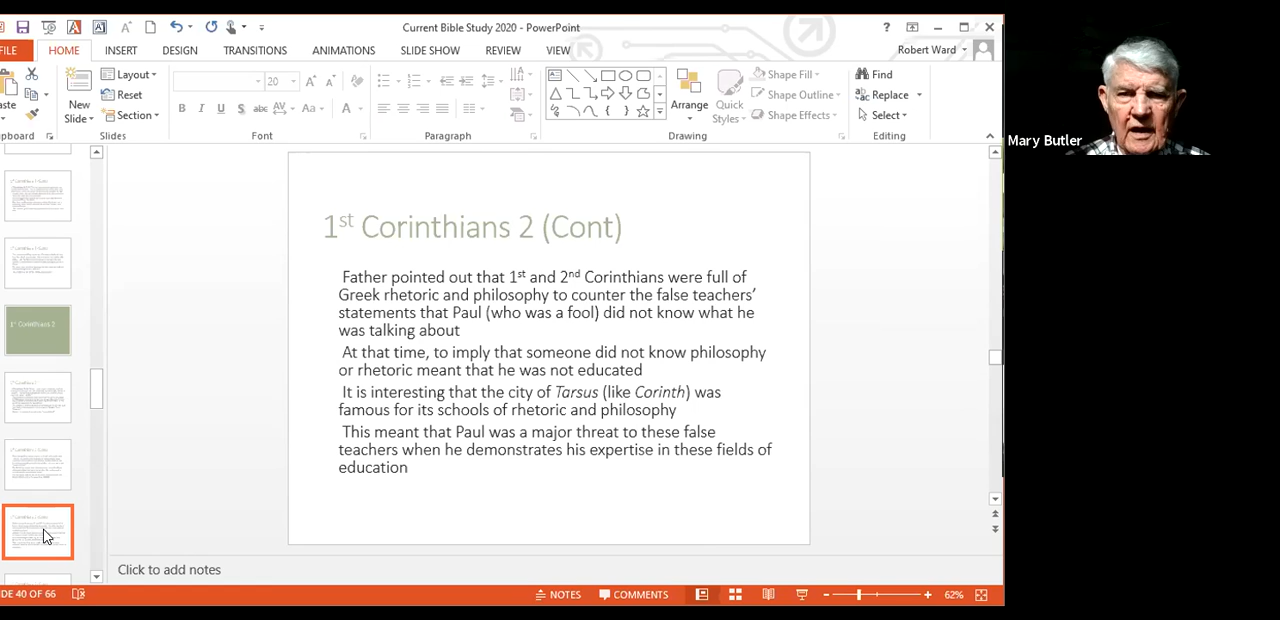 Current Bible Study 2020 - PowerPoint
?
FILE HOME INSERT DESIGN TRANSITIONS ANIMATIONS SLIDE SHOW REVIEW VIEW
Robert Ward
Layout
Reset
Section
New
Slide
20
B I U S abc AV Aa A
Arrange
Quick
Styles
Shape Fill
Shape Outline
Shape Effects
Find
Replace
Select
Slides Font Paragraph Drawing Editing
Mary Butler
1st Corinthians 2
1st Corinthians 2 (Cont)
Father pointed out that 1st and 2nd Corinthians were full of
Greek rhetoric and philosophy to counter the false teachers’
statements that Paul (who was a fool) did not know what he
was talking about
At that time, to imply that someone did not know philosophy
or rhetoric meant that he was not educated
It is interesting that the city of Tarsus (like Corinth) was
famous for its schools of rhetoric and philosophy
This meant that Paul was a major threat to these false
teachers when he demonstrates his expertise in these fields of
education
Click to add notes
DE 40 OF 66 NOTES COMMENTS 62%